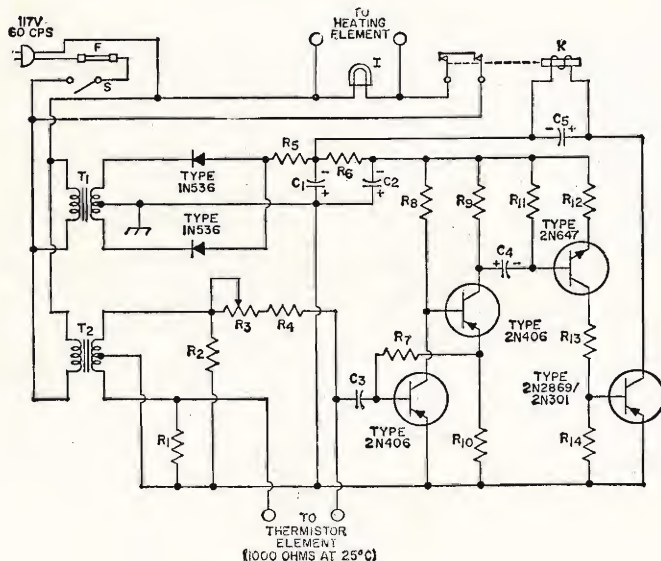 117V
60 CPS
F
S
TO
HEATING
ELEMENT
I
K
C5
T1
TYPE
1N536
R5
R6
C1
C2
TYPE
1N536
R8
R9
R11
R12
TYPE
2N647
C4
T2
R3
R4
R2
R7
TYPE
2N406
R13
C3
TYPE
2N406
TYPE
2N2869/
2N301
R1
R10
R14
TO
THERMISTOR
ELEMENT
(1000 OHMS AT 25°C)